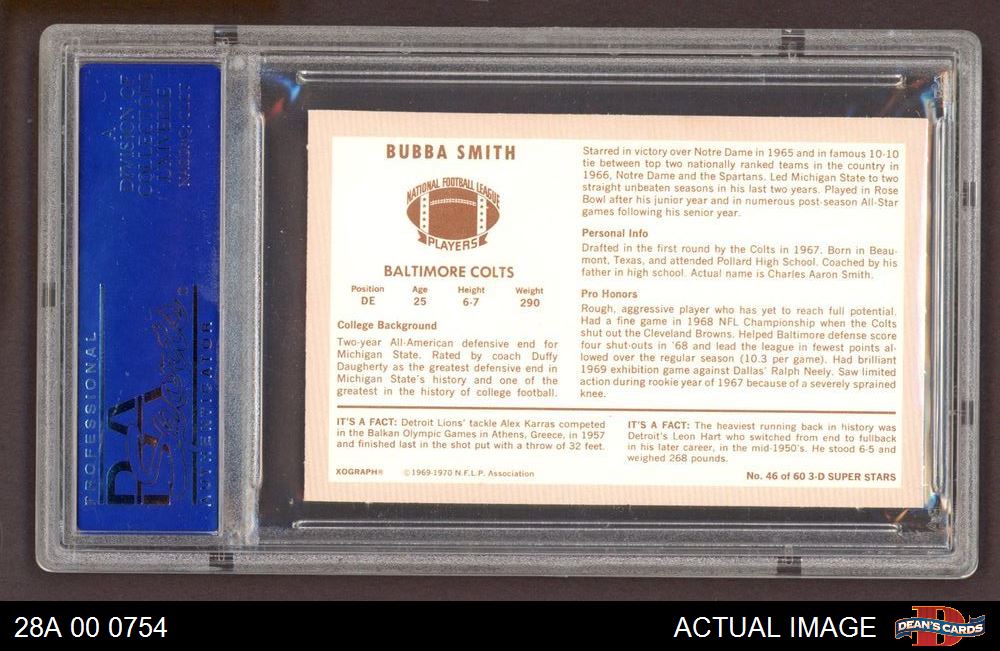 A
DIVISION OF
COLLECTORS
UNIVERSE
NASDAQ: CLCT
PROFESSIONAL
PSA
Sports
AUTHENTICATOR
BUBBA SMITH
NATIONAL FOOTBALL LEAGUE
PLAYERS
BALTIMORE COLTS
Position Age Height Weight
DE 25 6-7 290
College Background
Two-year All-American defensive end for
Michigan State. Rated by coach Duffy
Daugherty as the greatest defensive end in
Michigan State's history and one of the
greatest in the history of college football.
Starred in victory over Notre Dame in 1965 and in famous 10-10
tie between top two nationally ranked teams in the country in
1966, Notre Dame and the Spartans. Led Michigan State to two
straight unbeaten seasons in his last two years. Played in Rose
Bowl after his junior year and in numerous post-season All-Star
games following his senior year.
Personal Info
Drafted in the first round by the Colts in 1967. Born in Beau-
mont, Texas, and attended Pollard High School. Coached by his
father in high school. Actual name is Charles Aaron Smith.
Pro Honors
Rough, aggressive player who has yet to reach full potential.
Had a fine game in 1968 NFL Championship when the Colts
shut out the Cleveland Browns. Helped Baltimore defense score
four shut-outs in '68 and lead the league in fewest points al-
lowed over the regular season (10.3 per game). Had brilliant
1969 exhibition game against Dallas' Ralph Neely. Saw limited
action during rookie year of 1967 because of a severely sprained
knee.
IT'S A FACT: Detroit Lions' tackle Alex Karras competed
in the Balkan Olympic Games in Athens, Greece, in 1957
and finished last in the shot put with a throw of 32 feet.
IT'S A FACT: The heaviest running back in history was
Detroit's Leon Hart who switched from end to fullback
in his later career, in the mid-1950's. He stood 6-5 and
weighed 268 pounds.
XOGRAPH® ©1969-1970 N.F.L.P. Association
No. 46 of 60 3-D SUPER STARS
28A 00 0754
ACTUAL IMAGE
DEAN'S CARDS